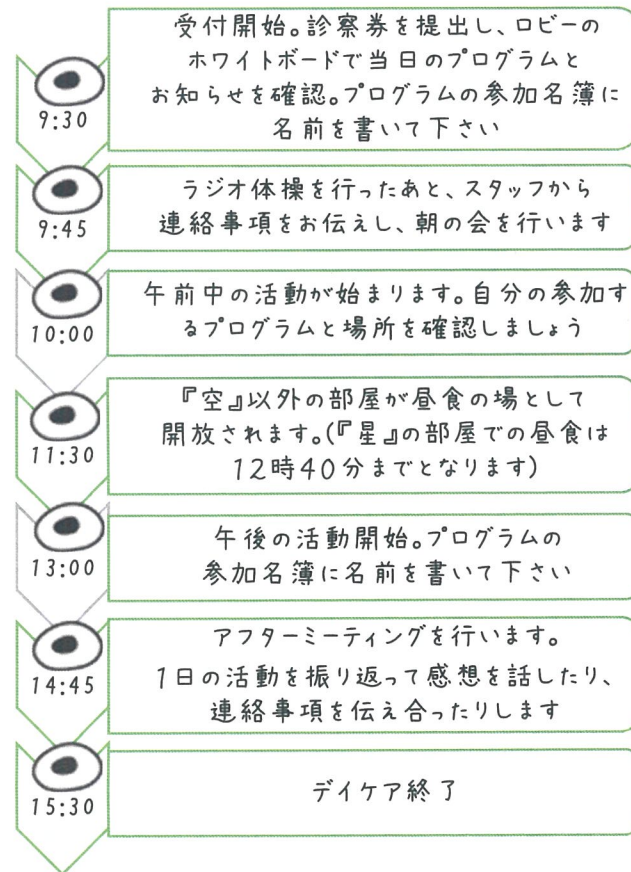 受付開始。診察券を提出し、ロビーの
ホワイトボードで当日のプログラムと
お知らせを確認。プログラムの参加名簿に
名前を書いて下さい
9:30
ラジオ体操を行ったあと、スタッフから
連絡事項をお伝えし、朝の会を行います
9:45
午前中の活動が始まります。自分の参加す
るプログラムと場所を確認しましょう
10:00
『空』以外の部屋が昼食の場として
開放されます。(『星』の部屋での昼食は
12時40分までとなります)
11:30
午後の活動開始。プログラムの
参加名簿に名前を書いて下さい
13:00
アフターミーティングを行います。
1日の活動を振り返って感想を話したり、
連絡事項を伝え合ったりします
14:45
デイケア終了
15:30